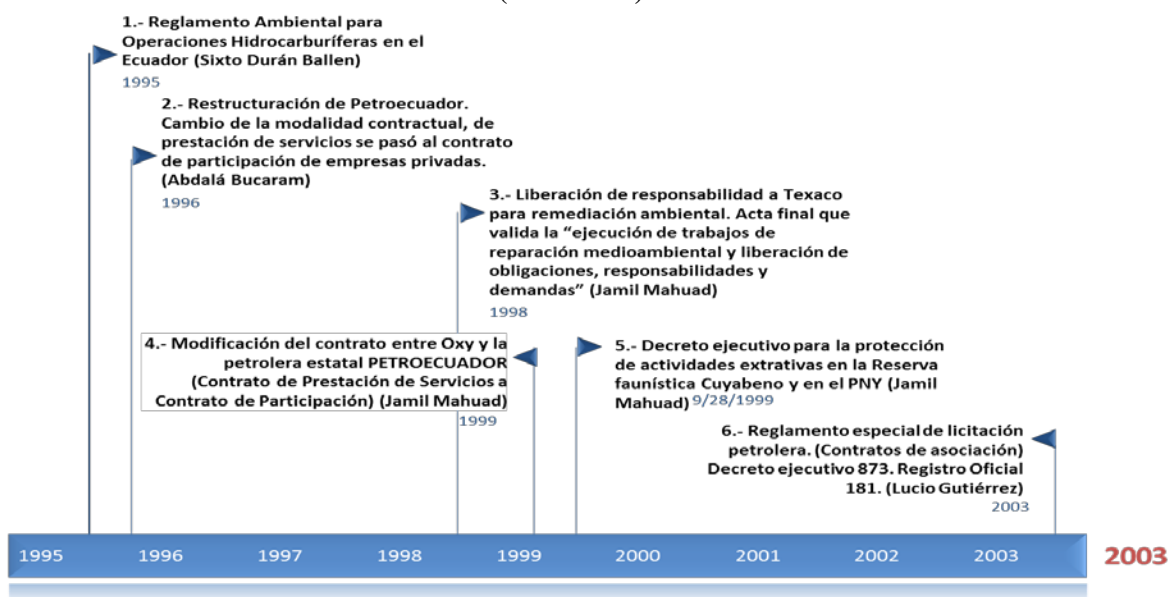 1.- Reglamento Ambiental para
Operaciones Hidrocarburíferas en el
Ecuador (Sixto Durán Ballen)
1995
2.- Restructuración de Petroecuador.
Cambio de la modalidad contractual, de
prestación de servicios se pasó al contrato
de participación de empresas privadas.
(Abdalá Bucaram)
1996
3.- Liberación de responsabilidad a Texaco
para remediación ambiental. Acta final que
valida la “ejecución de trabajos de
reparación medioambiental y liberación de
obligaciones, responsabilidades y
demandas” (Jamil Mahuad)
1998
4.- Modificación del contrato entre Oxy y la
petrolera estatal PETROECUADOR
(Contrato de Prestación de Servicios a
Contrato de Participación) (Jamil Mahuad)
1999
5.- Decreto ejecutivo para la protección
de actividades extrativas en la Reserva
faunística Cuyabeno y en el PNY (Jamil
Mahuad) 9/28/1999
6.- Reglamento especial de licitación
petrolera. (Contratos de asociación)
Decreto ejecutivo 873. Registro Oficial
181. (Lucio Gutiérrez)
2003
1995 1996 1997 1998 1999 2000 2001 2002 2003 2003